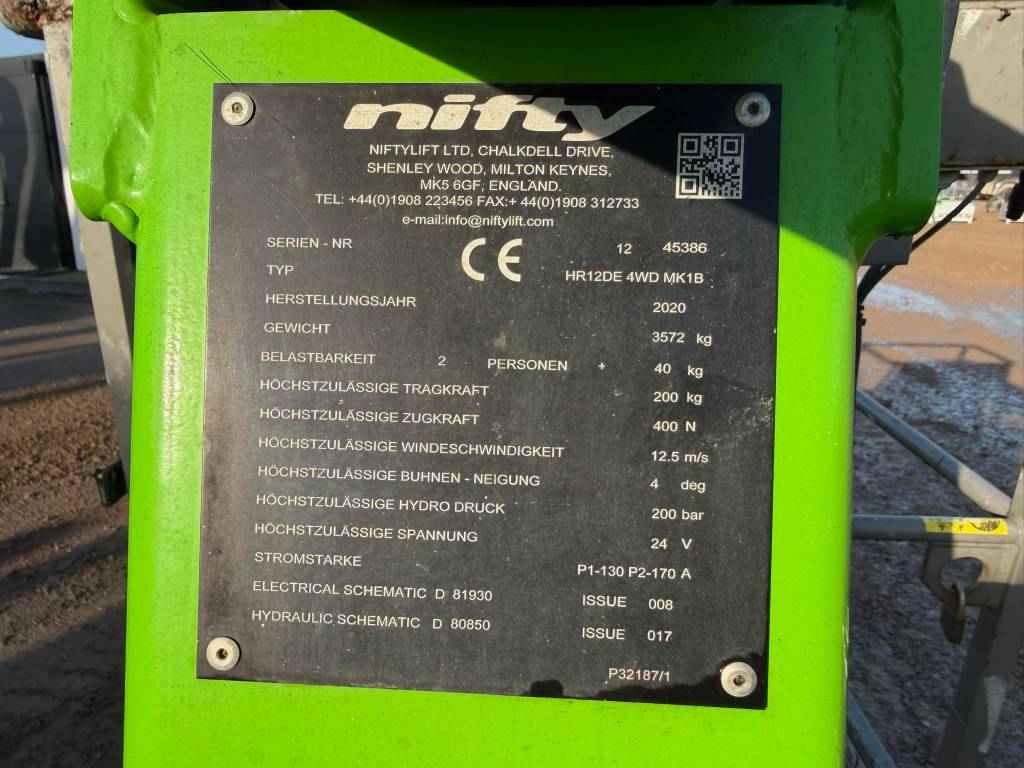 nifty
NIFTYLIFT LTD, CHALKDELL DRIVE,
SHENLEY WOOD, MILTON KEYNES,
MK5 6GF, ENGLAND.
TEL: +44(0)1908 223456 FAX:+ 44(0)1908 312733
e-mail:info@niftylift.com
CE
SERIEN - NR 12 45386
TYP HR12DE 4WD MK1B
HERSTELLUNGSJAHR 2020
GEWICHT 3572 kg
BELASTBARKEIT 2 PERSONEN + 40 kg
HÖCHSTZULÄSSIGE TRAGKRAFT 200 kg
HÖCHSTZULÄSSIGE ZUGKRAFT 400 N
HÖCHSTZULÄSSIGE WINDESCHWINDIGKEIT 12.5 m/s
HÖCHSTZULÄSSIGE BUHNEN - NEIGUNG 4 deg
HÖCHSTZULÄSSIGE HYDRO DRUCK 200 bar
HÖCHSTZULÄSSIGE SPANNUNG 24 V
STROMSTARKE P1-130 P2-170 A
ELECTRICAL SCHEMATIC D 81930 ISSUE 008
HYDRAULIC SCHEMATIC D 80850 ISSUE 017
P32187/1